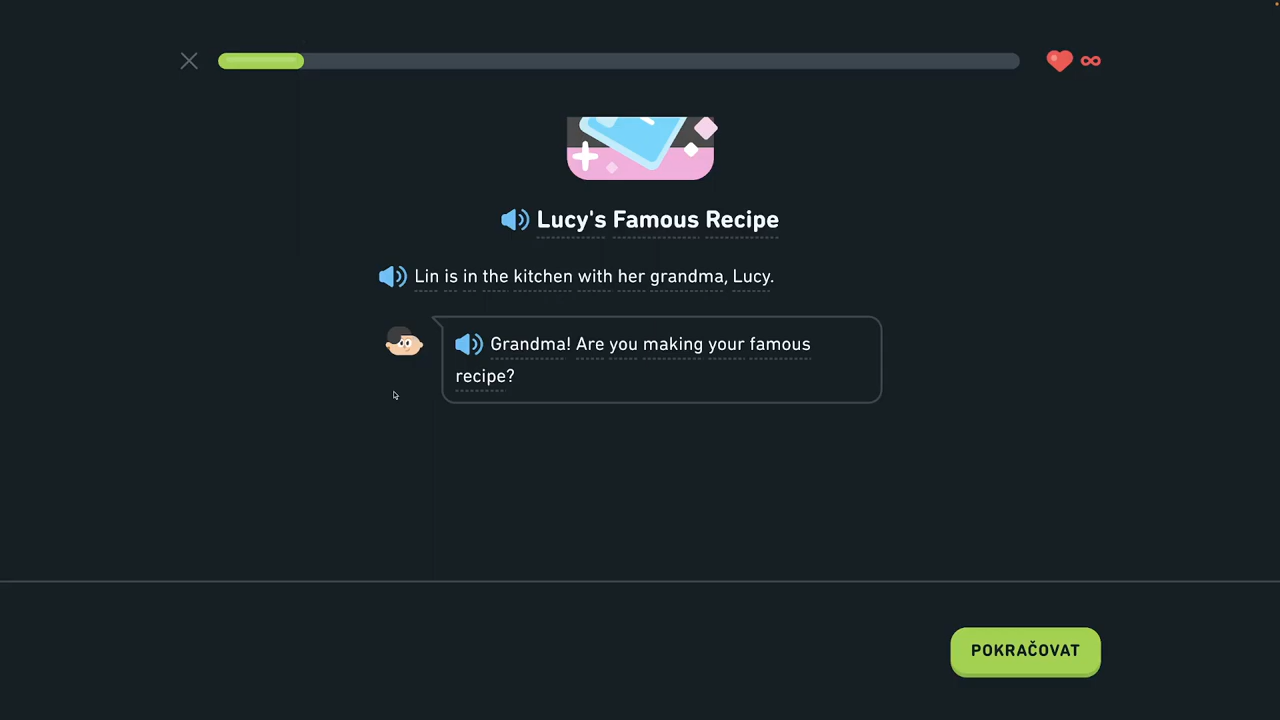 Lucy's Famous Recipe
Lin is in the kitchen with her grandma, Lucy.
Grandma! Are you making your famous
recipe?
POKRAČOVAT